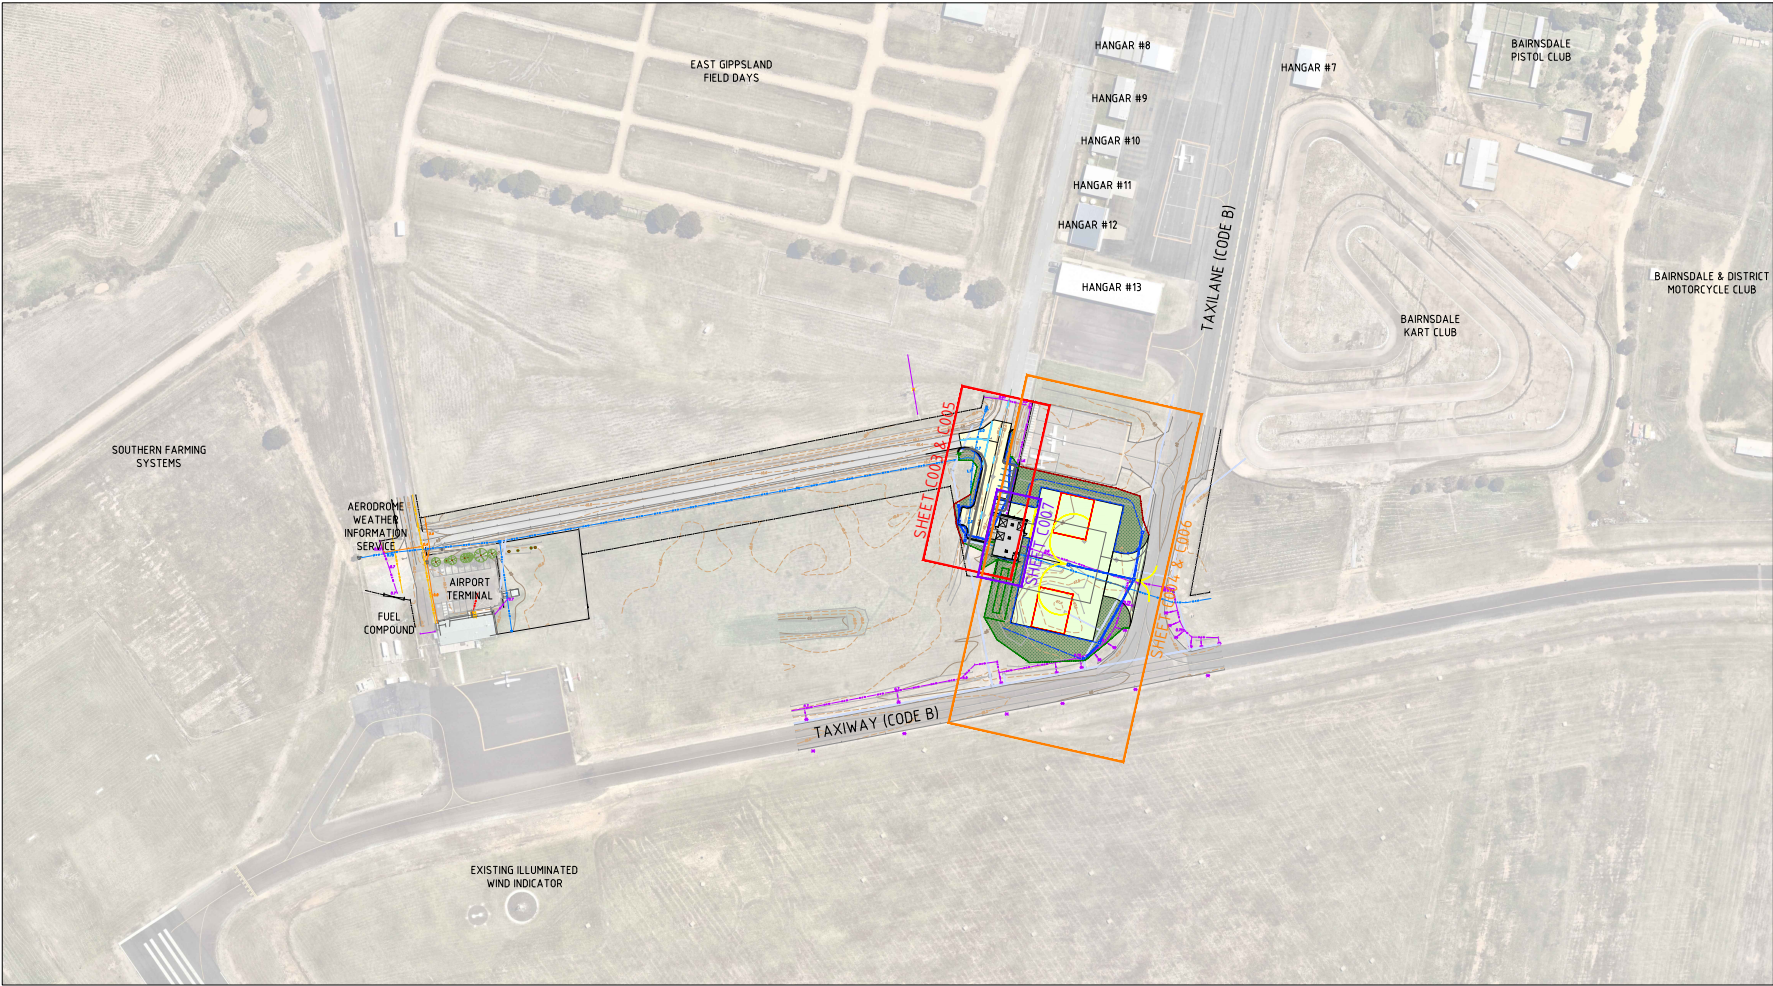 EAST GIPPSLAND
FIELD DAYS
HANGAR #8
HANGAR #7
BAIRNSDALE
PISTOL CLUB
HANGAR #9
HANGAR #10
HANGAR #11
HANGAR #12
TAXILANE (CODE B)
HANGAR #13
BAIRNSDALE & DISTRICT
MOTORCYCLE CLUB
BAIRNSDALE
KART CLUB
SOUTHERN FARMING
SYSTEMS
SHEET C003 & C005
SHEET C007
SHEET C004 & C006
AERODROME
WEATHER
INFORMATION
SERVICE
AIRPORT
TERMINAL
FUEL
COMPOUND
TAXIWAY (CODE B)
EXISTING ILLUMINATED
WIND INDICATOR